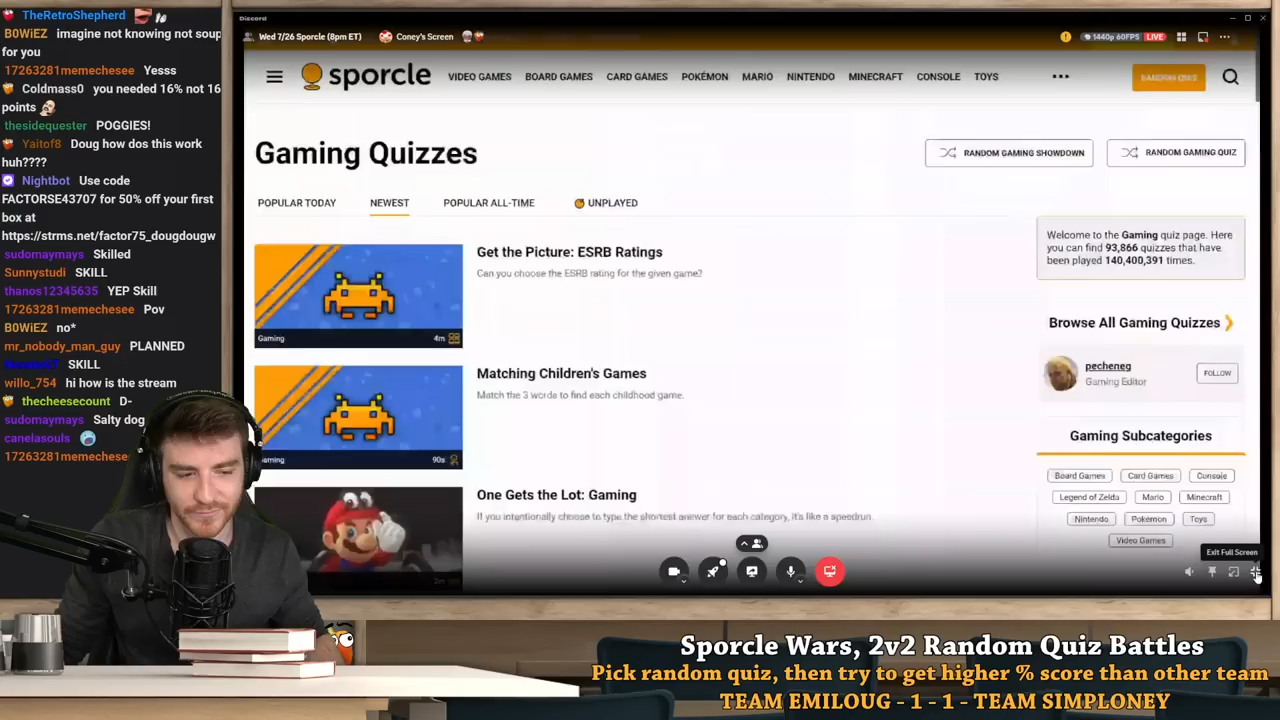 TheRetroShepherd
B0WiEZ imagine not knowing not soup
for you
17263281memechesee Yesss
Coldmass0 you needed 16% not 16
points
thesidequester POGGIES!
Yaitof8 Doug how dos this work
huh????
Nightbot Use code
FACTORSE43707 for 50% off your first
box at
https://strms.net/factor75_dougdougw
sudomaymays Skilled
Sunnystudi SKILL
thanos12345635 YEP Skill
17263281memechesee Pov
B0WiEZ no*
mr_nobody_man_guy PLANNED
SKILL
willo_754 hi how is the stream
thecheesecount D-
sudomaymays Salty dog
canelasouls
17263281memechesee
Discord
Wed 7/26 Sporcle (8pm ET) Coney's Screen 1440p 60FPS LIVE
sporcle VIDEO GAMES BOARD GAMES CARD GAMES POKÉMON MARIO NINTENDO MINECRAFT CONSOLE TOYS ••• RANDOM QUIZ
Gaming Quizzes
RANDOM GAMING SHOWDOWN RANDOM GAMING QUIZ
POPULAR TODAY NEWEST POPULAR ALL-TIME UNPLAYED
Get the Picture: ESRB Ratings
Can you choose the ESRB rating for the given game?
Gaming 4m
Matching Children's Games
Match the 3 words to find each childhood game.
Gaming 90s
One Gets the Lot: Gaming
If you intentionally choose to type the shortest answer for each category, it's like a speedrun.
Welcome to the Gaming quiz page. Here
you can find 93,866 quizzes that have
been played 140,400,391 times.
Browse All Gaming Quizzes
pecheneg
Gaming Editor
FOLLOW
Gaming Subcategories
Board Games Card Games Console
Legend of Zelda Mario Minecraft
Nintendo Pokémon Toys
Video Games
Exit Full Screen
Sporcle Wars, 2v2 Random Quiz Battles
Pick random quiz, then try to get higher % score than other team
TEAM EMILOUG - 1 - 1 - TEAM SIMPLONEY